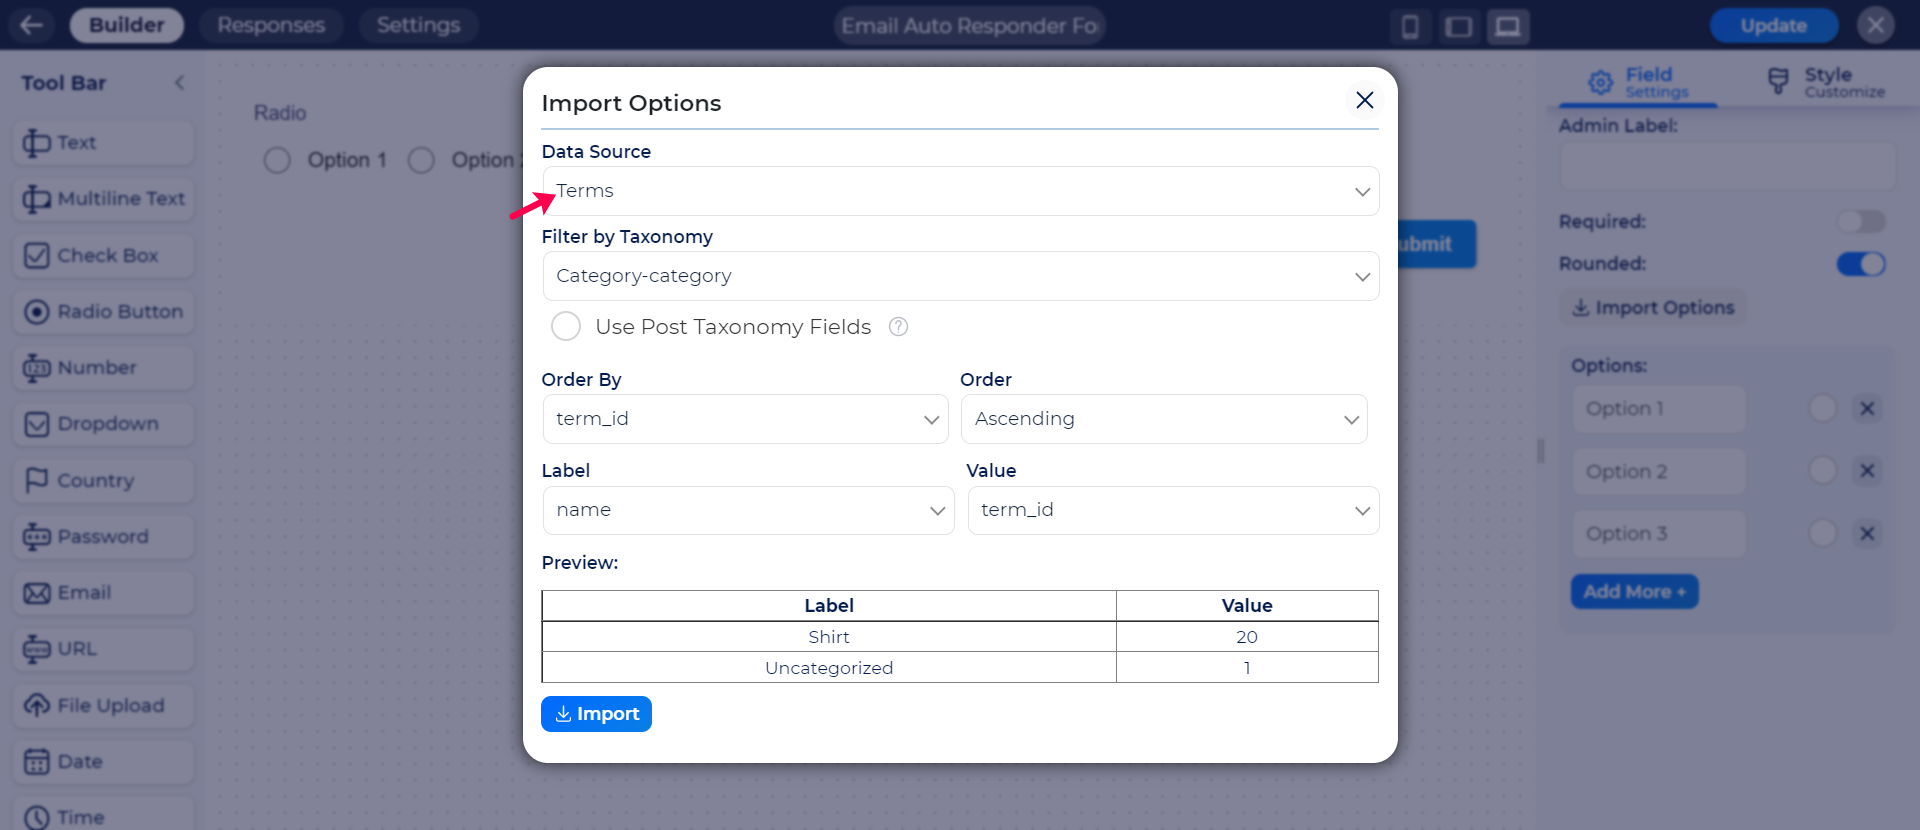 Builder Responses Settings Email Auto Responder Fo Update
Tool Bar
Text
Multiline Text
Check Box
Radio Button
123 Number
Dropdown
Country
Password
Email
www URL
File Upload
Date
Time
Radio
Option 1 Option
ubmit
Import Options
Data Source
Terms
Filter by Taxonomy
Category-category
Use Post Taxonomy Fields ?
Order By Order
term_id Ascending
Label Value
name term_id
Preview:
Label Value
Shirt 20
Uncategorized 1
Import
Field Settings
Style Customize
Admin Label:
Required:
Rounded:
Import Options
Options:
Option 1
Option 2
Option 3
Add More +